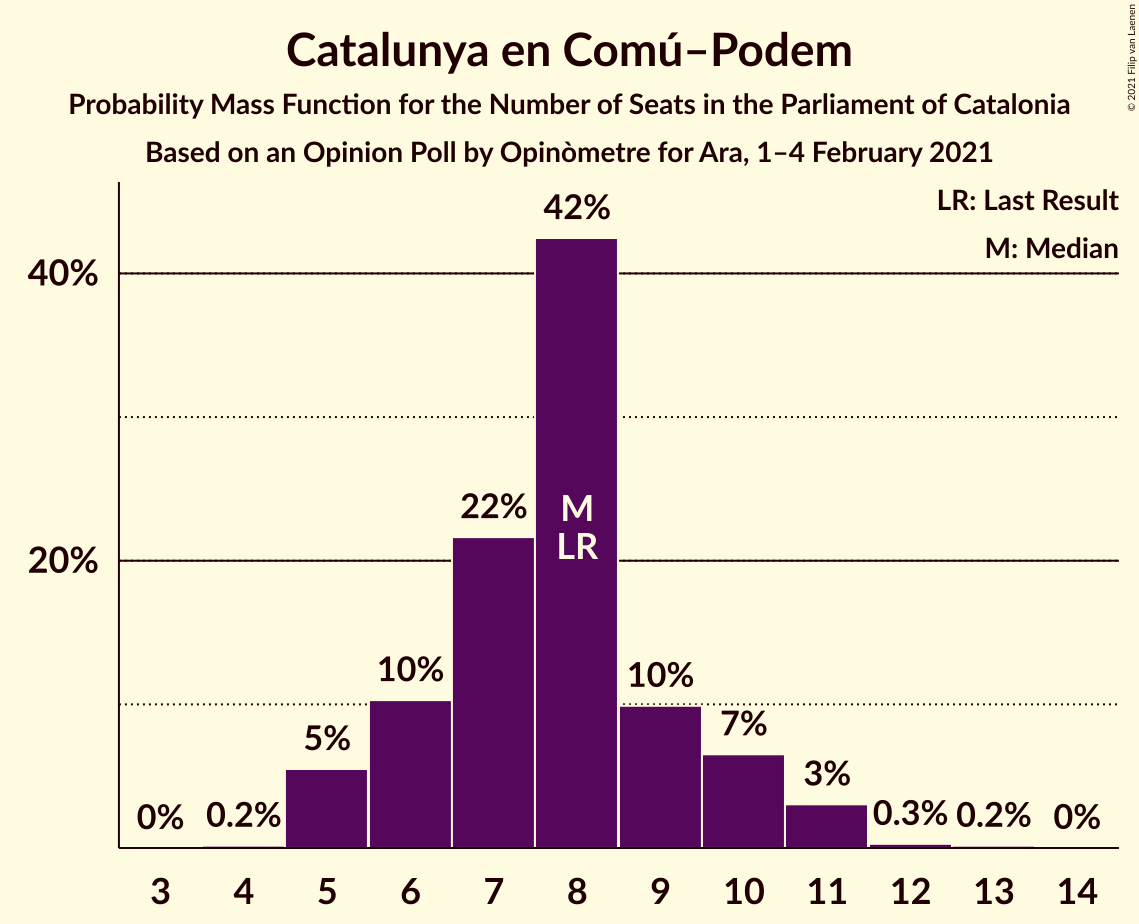 Catalunya en Comú–Podem
Probability Mass Function for the Number of Seats in the Parliament of Catalonia
Based on an Opinion Poll by Opinòmetre for Ara, 1–4 February 2021
© 2021 Filip van Laenen
LR: Last Result
M: Median
40%
20%
0%
0.2%
5%
10%
22%
42%
M
LR
10%
7%
3%
0.3%
0.2%
0%
3 4 5 6 7 8 9 10 11 12 13 14